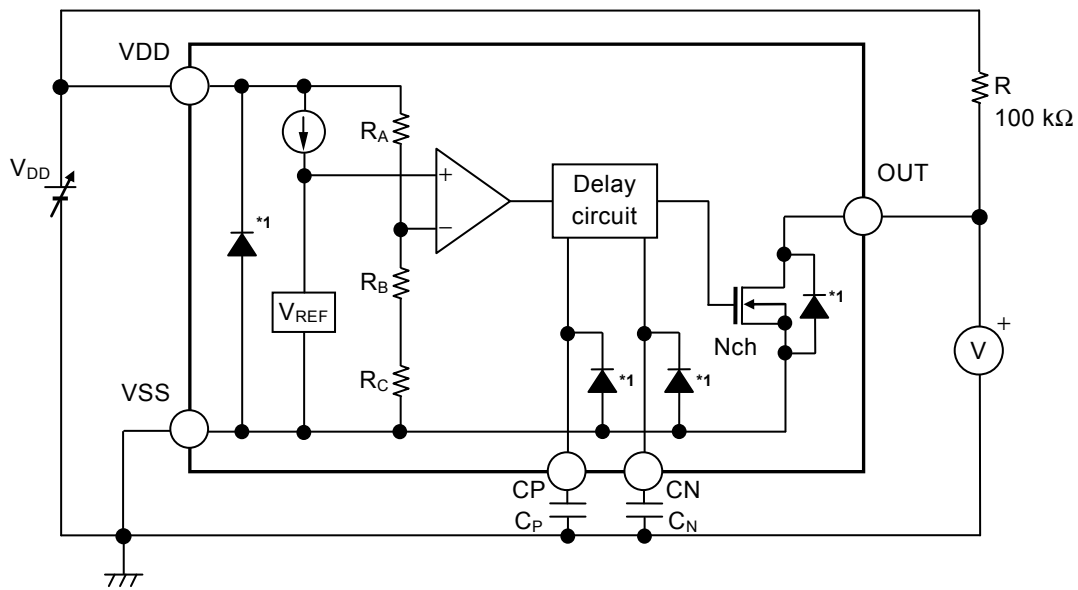 VDD
R
100 kΩ
RA
VDD
+
Delay
circuit
OUT
*1
−
RB
*1
VREF
+
V
Nch
RC
*1
*1
VSS
CP
CN
CP
CN